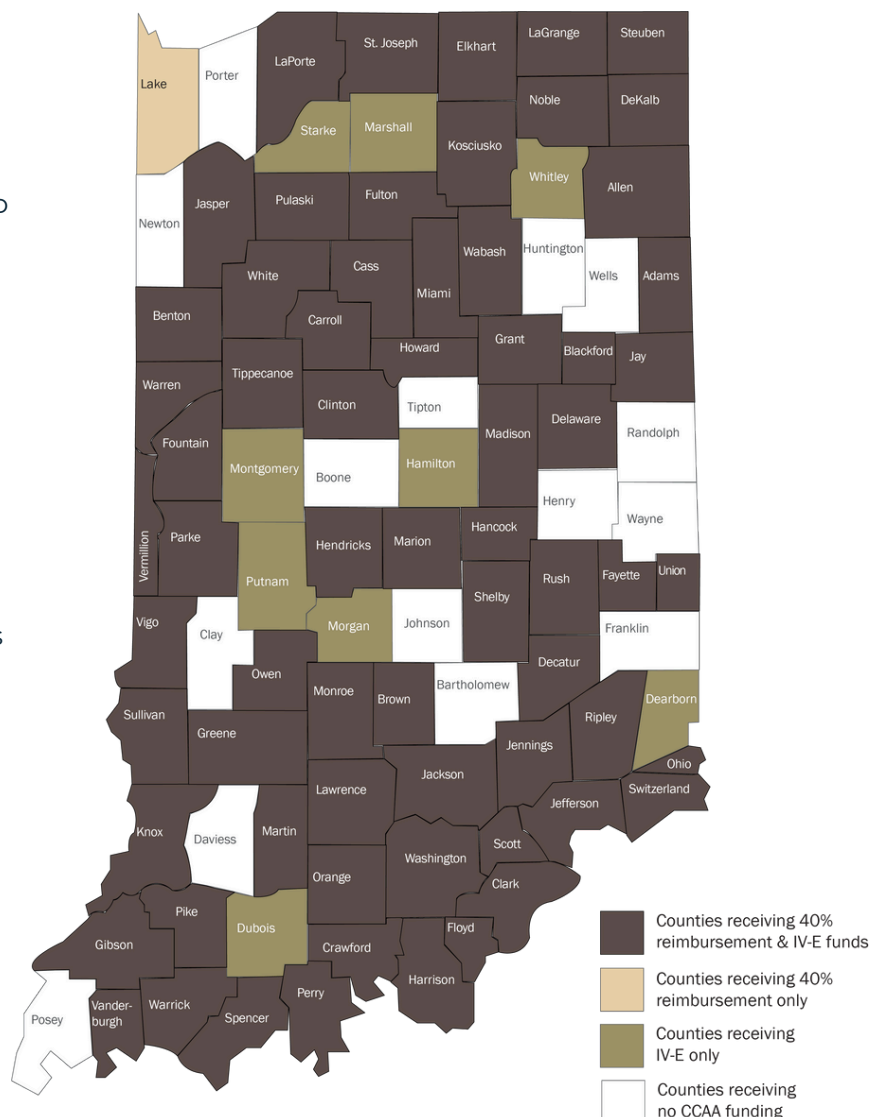 LaPorte
St. Joseph
Elkhart
LaGrange
Steuben
Lake
Porter
Starke
Marshall
Noble
DeKalb
Kosciusko
Whitley
Allen
o
Newton
Jasper
Pulaski
Fulton
White
Cass
Miami
Wabash
Huntington
Wells
Adams
Benton
Carroll
Howard
Grant
Blackford
Jay
Warren
Tippecanoe
Clinton
Tipton
Madison
Delaware
Randolph
Fountain
Montgomery
Boone
Hamilton
Henry
Wayne
Vermillion
Parke
Hendricks
Marion
Hancock
Putnam
Rush
Fayette
Union
Shelby
Vigo
Clay
Morgan
Johnson
Franklin
s
Owen
Monroe
Brown
Bartholomew
Decatur
Dearborn
Sullivan
Greene
Ripley
Jennings
Ohio
Lawrence
Jackson
Jefferson
Switzerland
Knox
Daviess
Martin
Scott
Washington
Orange
Clark
Pike
Dubois
Floyd
Gibson
Crawford
Harrison
Posey
Vander-
burgh
Warrick
Spencer
Perry
Counties receiving 40%
reimbursement & IV-E funds
Counties receiving 40%
reimbursement only
Counties receiving
IV-E only
Counties receiving
no CCAA funding